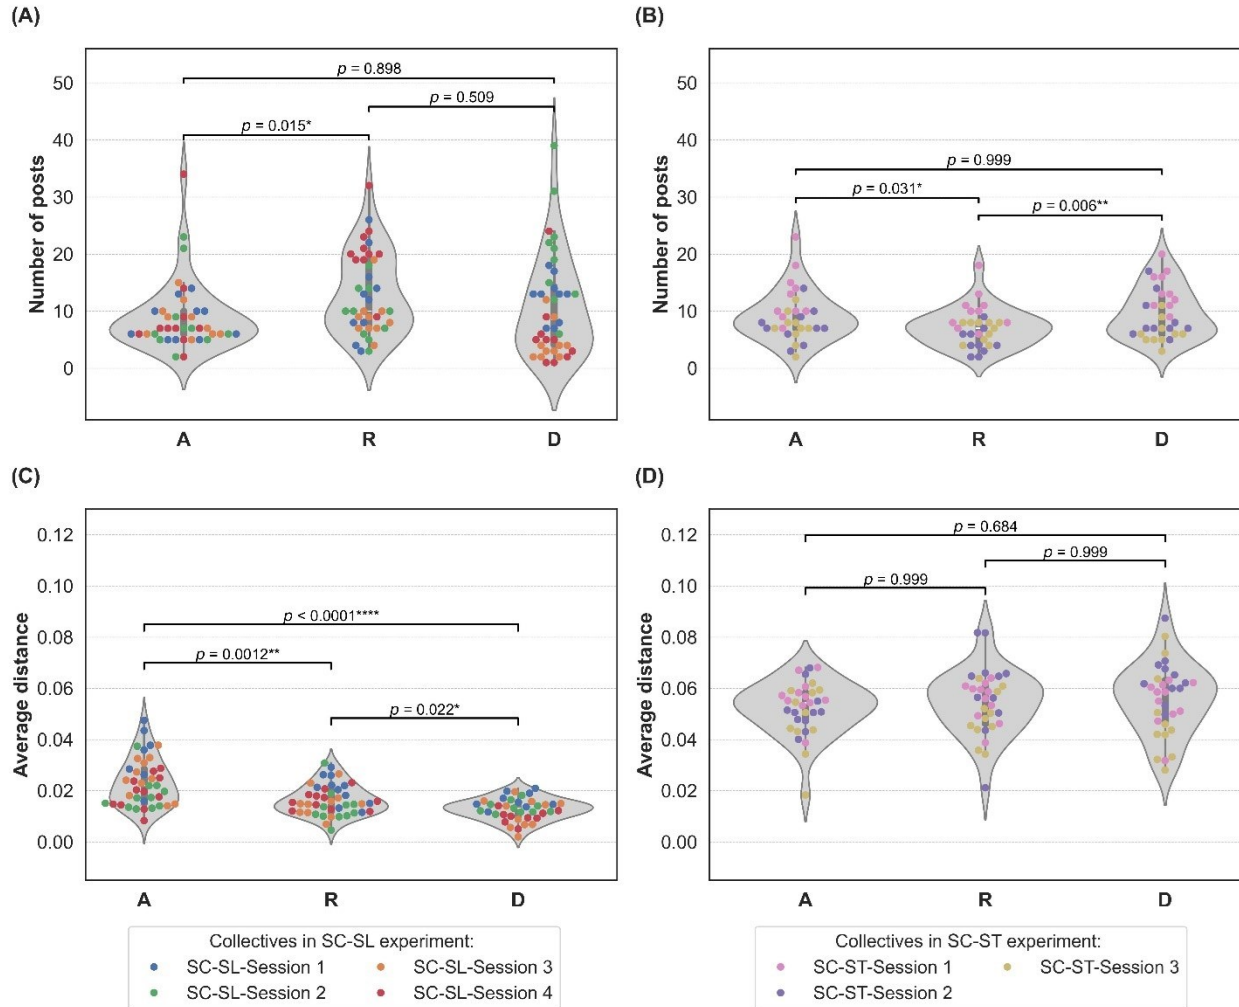 (A)
Number of posts
50
40
30
20
10
0
p = 0.898
p = 0.509
p = 0.015*
A R D
(B)
Number of posts
50
40
30
20
10
0
p = 0.999
p = 0.031*
p = 0.006**
A R D
(C)
Average distance
0.12
0.10
0.08
0.06
0.04
0.02
0.00
p < 0.0001****
p = 0.0012**
p = 0.022*
A R D
(D)
Average distance
0.12
0.10
0.08
0.06
0.04
0.02
0.00
p = 0.684
p = 0.999
p = 0.999
A R D
Collectives in SC-SL experiment:
SC-SL-Session 1 SC-SL-Session 3
SC-SL-Session 2 SC-SL-Session 4
Collectives in SC-ST experiment:
SC-ST-Session 1 SC-ST-Session 3
SC-ST-Session 2